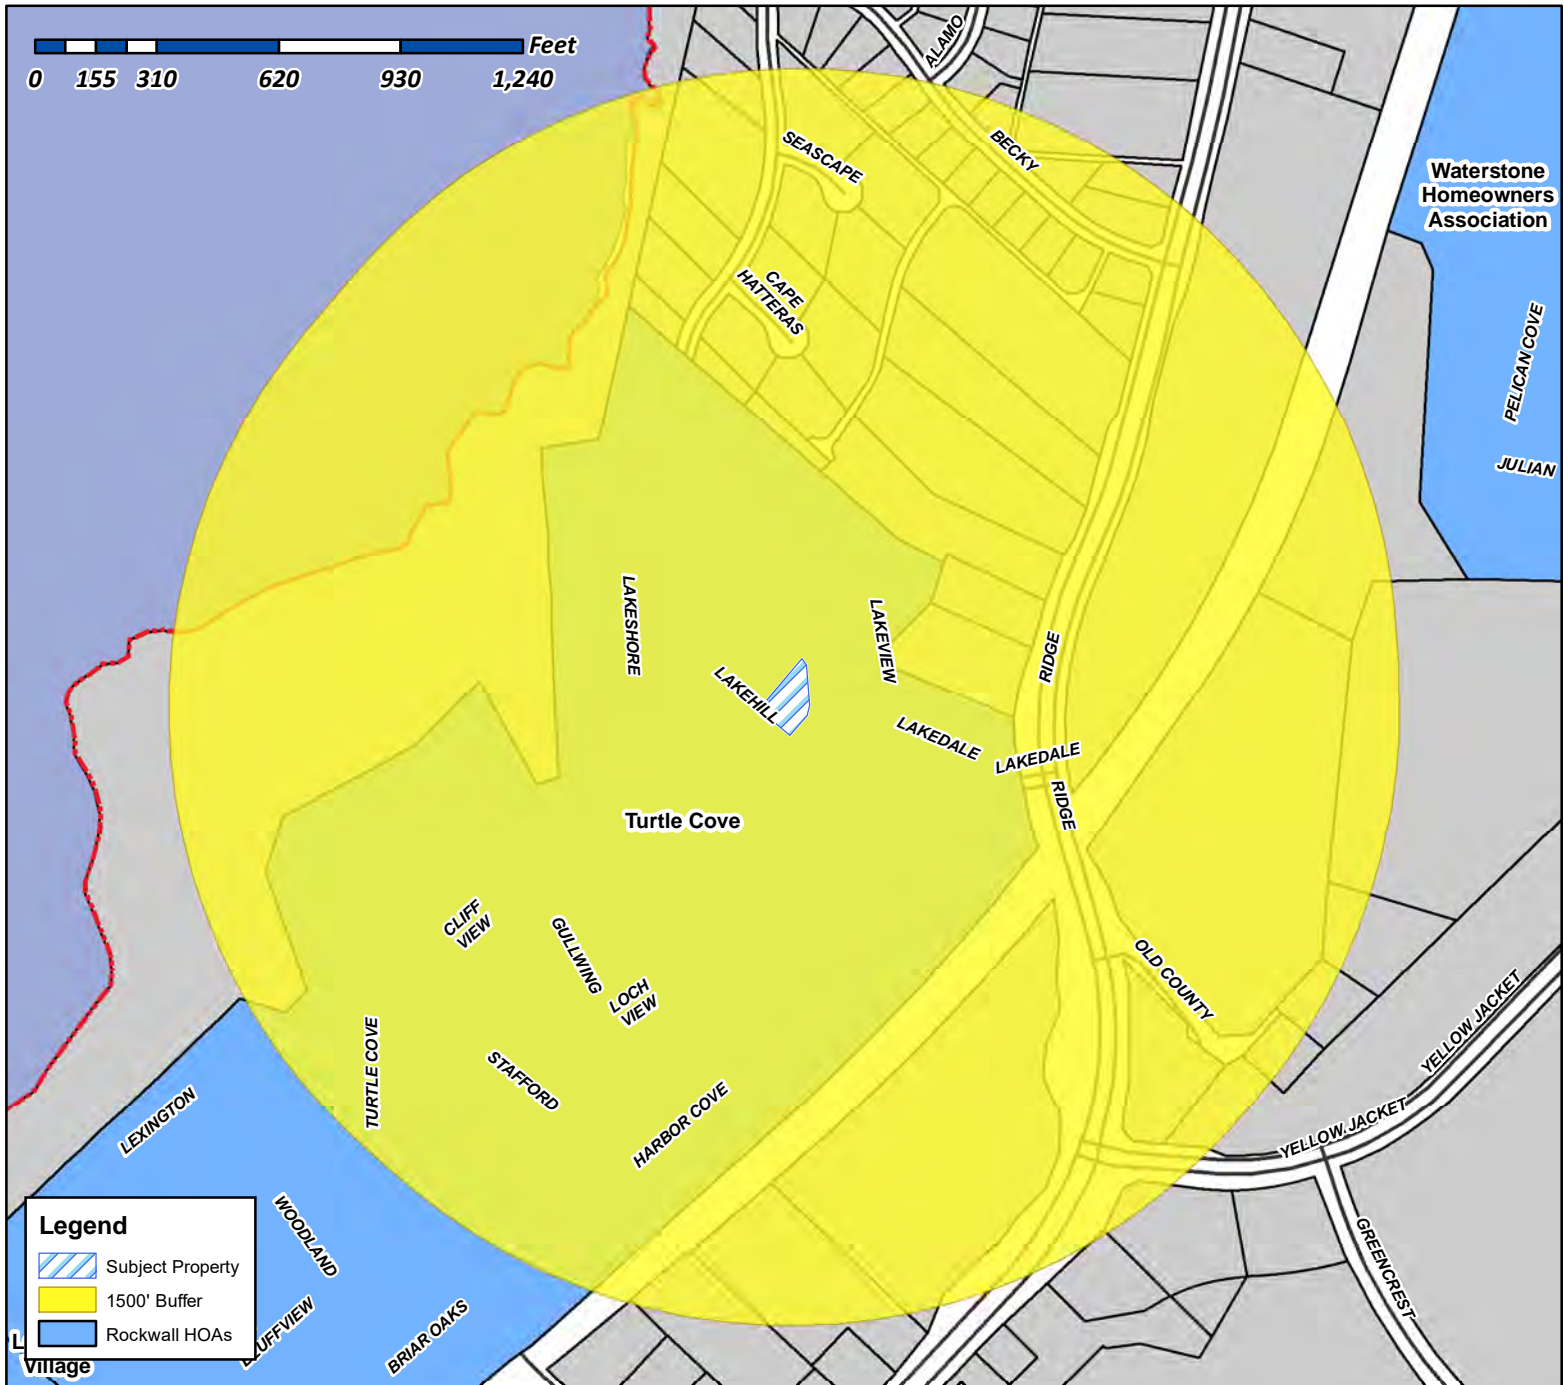 Feet
0 155 310 620 930 1,240
ALAMO
SEASCAPE
BECKY
Waterstone
Homeowners
Association
CAPE
HATTERAS
PELICAN COVE
JULIAN
LAKESHORE
LAKEVIEW
RIDGE
LAKEHILL
LAKEDALE
LAKEDALE
RIDGE
Turtle Cove
CLIFF
VIEW
GULLWING
LOCH
VIEW
OLD COUNTY
TURTLE COVE
STAFFORD
HARBOR COVE
LEXINGTON
YELLOW JACKET
YELLOW JACKET
WOODLAND
GREENCREST
BRIAR OAKS
Legend
Subject Property
1500' Buffer
Rockwall HOAs
Village